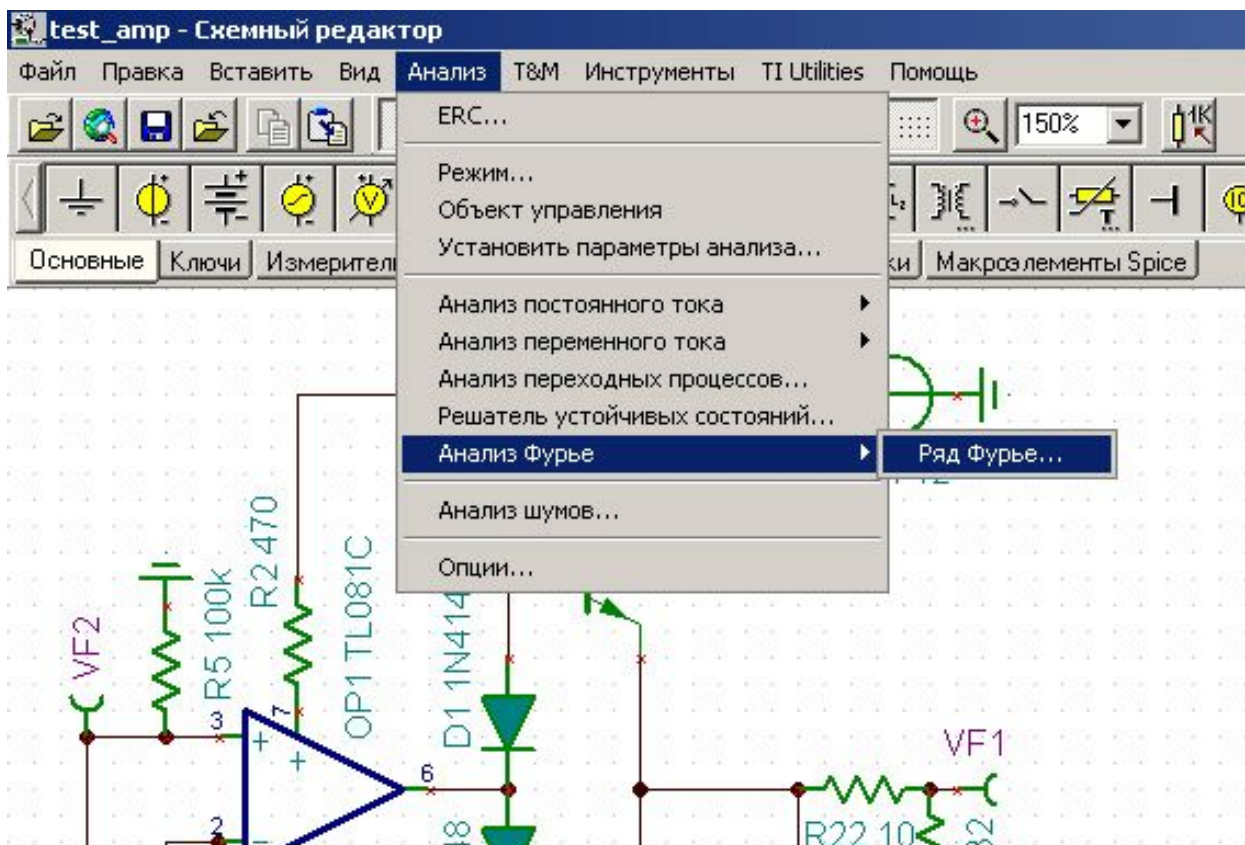 test_amp - Схемный редактор
Файл Правка Вставить Вид Анализ T&M Инструменты TI Utilities Помощь
150% 1K
ERC...
Режим...
Объект управления
Установить параметры анализа...
Основные Ключи Измерител ки Макроэлементы Spice
Анализ постоянного тока
Анализ переменного тока
Анализ переходных процессов...
Решатель устойчивых состояний...
Анализ Фурье Ряд Фурье...
Анализ шумов...
Опции...
VF2
R5 100k
R2 470
OP1 TL081C
D1 1N414
3
7
+
+
6
2
VF1
R22 10